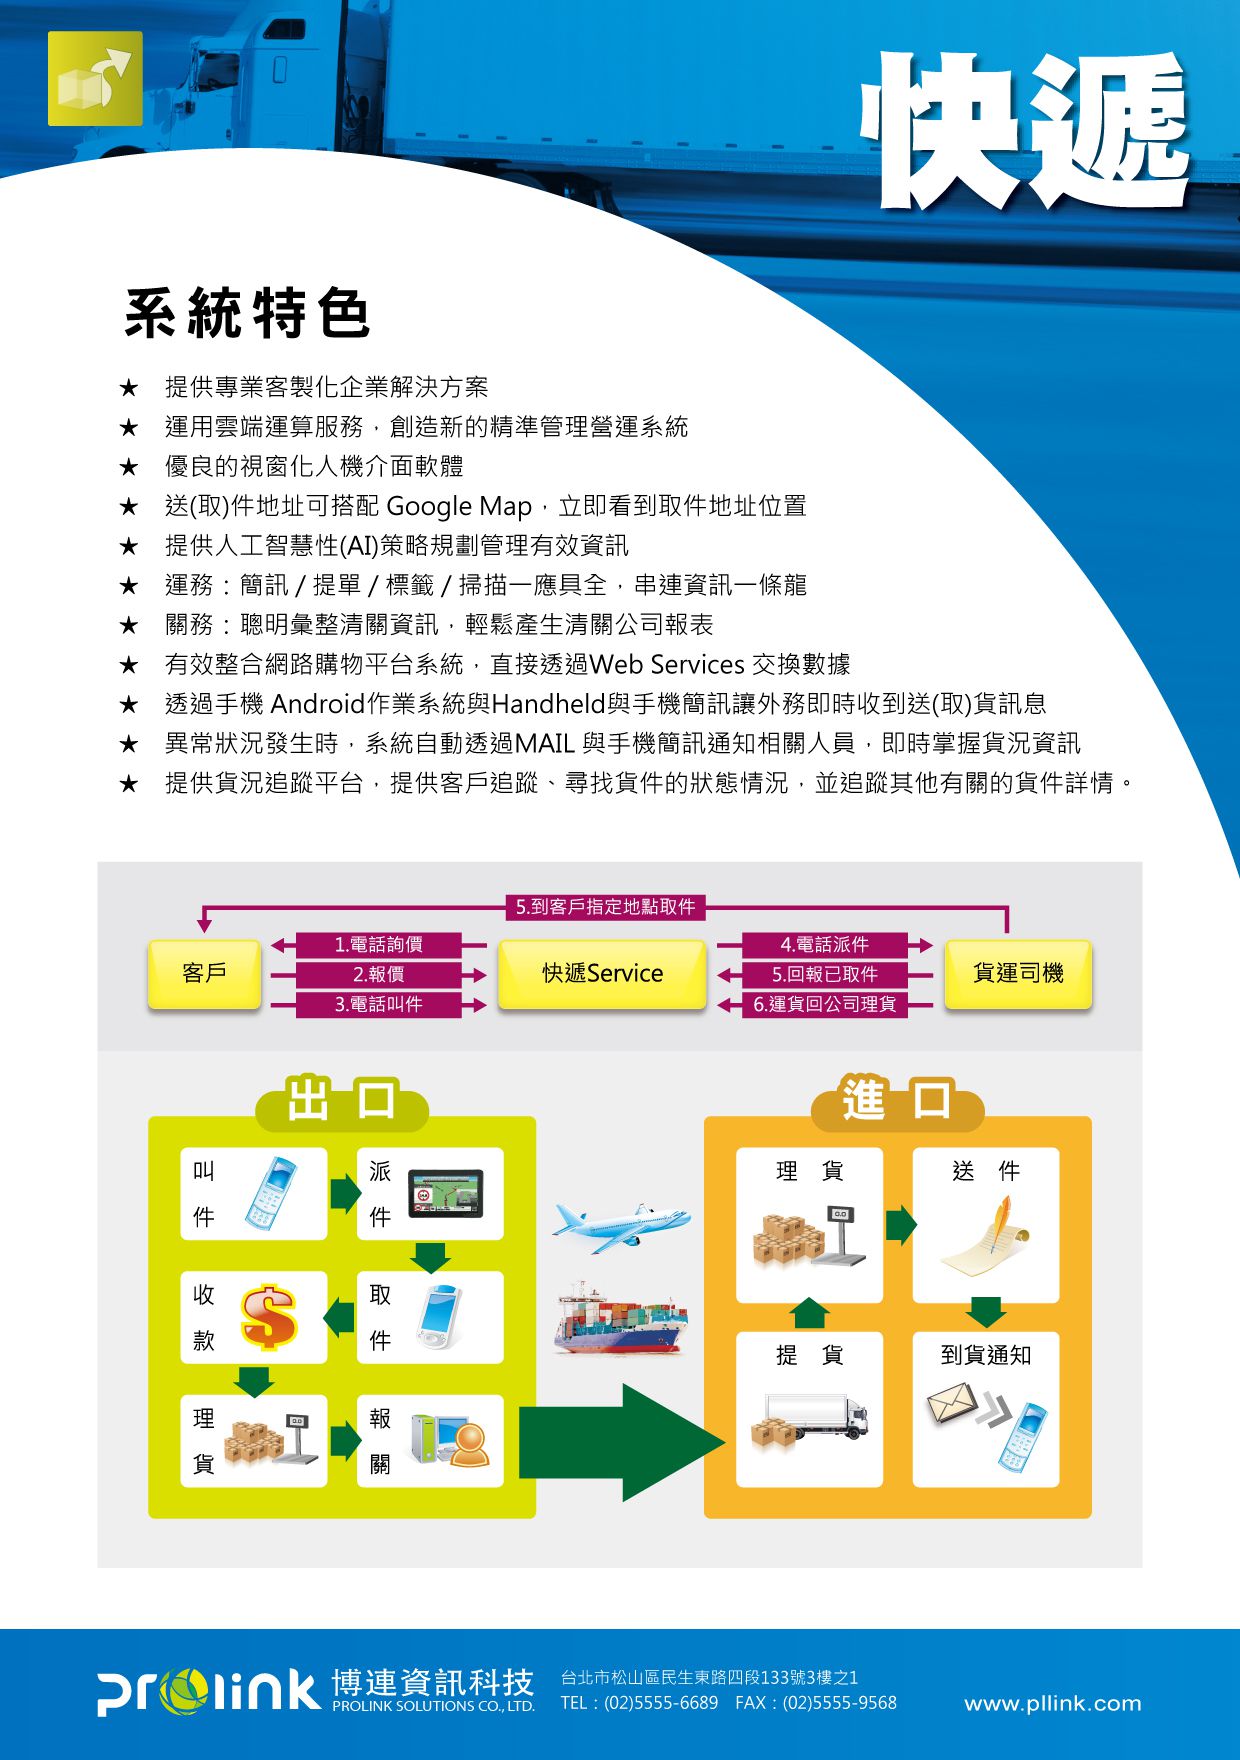 快遞
系統特色
★ 提供專業客製化企業解決方案
★ 運用雲端運算服務，創造新的精準管理營運系統
★ 優良的視窗化人機介面軟體
★ 送(取)件地址可搭配 Google Map，立即看到取件地址位置
★ 提供人工智慧性(AI)策略規劃管理有效資訊
★ 運務：簡訊 / 提單 / 標籤 / 掃描一應具全，串連資訊一條龍
★ 關務：聰明彙整清關資訊，輕鬆產生清關公司報表
★ 有效整合網路購物平台系統，直接透過Web Services 交換數據
★ 透過手機 Android作業系統與Handheld與手機簡訊讓外務即時收到送(取)貨訊息
★ 異常狀況發生時，系統自動透過MAIL 與手機簡訊通知相關人員，即時掌握貨況資訊
★ 提供貨況追蹤平台，提供客戶追蹤、尋找貨件的狀態情況，並追蹤其他有關的貨件詳情。
5.到客戶指定地點取件
客戶
1.電話詢價
2.報價
3.電話叫件
快遞Service
4.電話派件
5.回報已取件
6.運貨回公司理貨
貨運司機
出口
叫件
派件
收款
取件
理貨
0.0
報關
進口
理貨
0.0
送件
提貨
到貨通知
prolink
博連資訊科技
PROLINK SOLUTIONS CO., LTD.
台北市松山區民生東路四段133號3樓之1
TEL：(02)5555-6689 FAX：(02)5555-9568
www.pllink.com